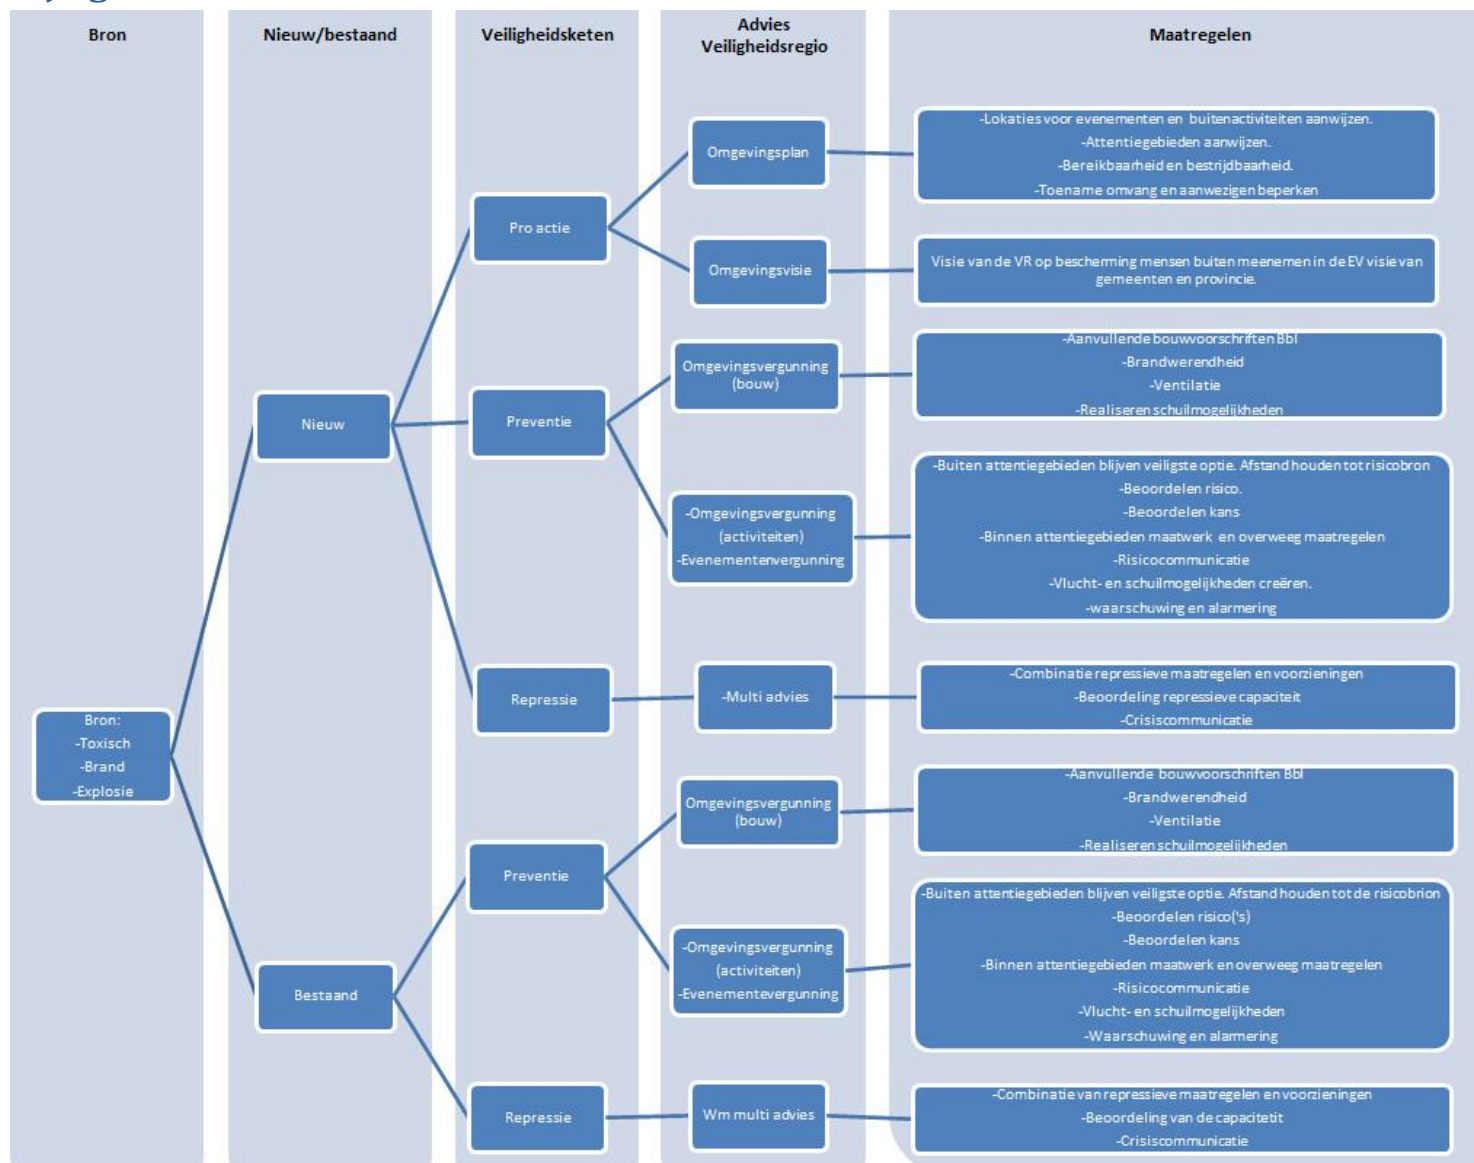 Bron
Nieuw/bestaand
Veiligheidsketen
Advies
Veiligheidsregio
Maatregelen
Bron:
-Toxisch
-Brand
-Explosie
Nieuw
Pro actie
Omgevingsplan
-Lokaties voor evenementen en buitenactiviteiten aanwijzen.
-Attentiegebieden aanwijzen.
-Bereikbaarheid en bestrijdbaarheid.
-Toename omvang en aanwezigen beperken
Omgevingsvisie
Visie van de VR op bescherming mensen buiten meenemen in de EV visie van
gemeenten en provincie.
Preventie
Omgevingsvergunning
(bouw)
-Aanvullende bouwvoorschriften Bbl
-Brandwerendheid
-Ventilatie
-Realiseren schuilmogelijkheden
-Omgevingsvergunning
(activiteiten)
-Evenementenvergunning
-Buiten attentiegebieden blijven veiligste optie. Afstand houden tot risicobron
-Beoordelen risico.
-Beoordelen kans
-Binnen attentiegebieden maatwerk en overweeg maatregelen
-Risicocommunicatie
-Vlucht- en schuilmogelijkheden creëren.
-waarschuwing en alarmering
Repressie
-Multi advies
-Combinatie repressieve maatregelen en voorzieningen
-Beoordeling repressieve capaciteit
-Crisiscommunicatie
Bestaand
Preventie
Omgevingsvergunning
(bouw)
-Aanvullende bouwvoorschriften Bbl
-Brandwerendheid
-Ventilatie
-Realiseren schuilmogelijkheden
-Omgevingsvergunning
(activiteiten)
-Evenementevergunning
-Buiten attentiegebieden blijven veiligste optie. Afstand houden tot de risicobrion
-Beoordelen risico('s)
-Beoordelen kans
-Binnen attentiegebieden maatwerk en overweeg maatregelen
-Risicocommunicatie
-Vlucht- en schuilmogelijkheden
-Waarschuwing en alarmering
Repressie
Wm multi advies
-Combinatie van repressieve maatregelen en voorzieningen
-Beoordeling van de capacitetit
-Crisiscommunicatie